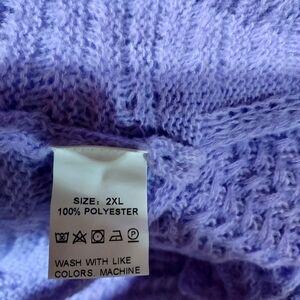 SIZE: 2XL
100% POLYESTER
WASH WITH LIKE
COLORS. MACHINE